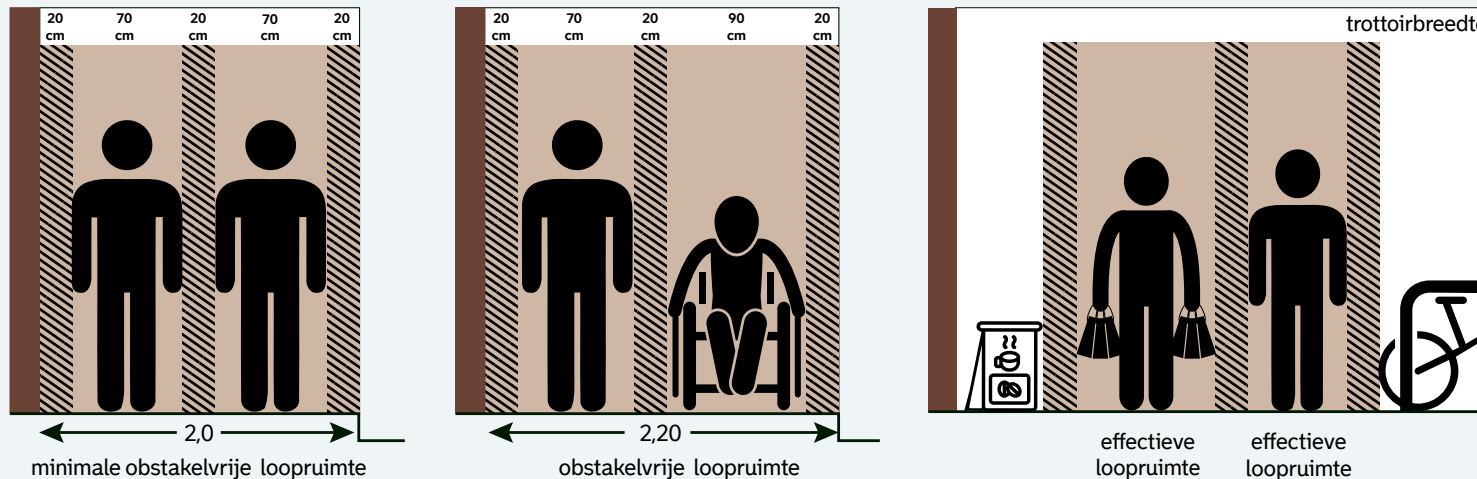 20 cm 70 cm 20 cm 70 cm 20 cm
2,0
minimale obstakelvrije loopruimte
20 cm 70 cm 20 cm 90 cm 20 cm
2,20
obstakelvrije loopruimte
effectieve
loopruimte
effectieve
loopruimte